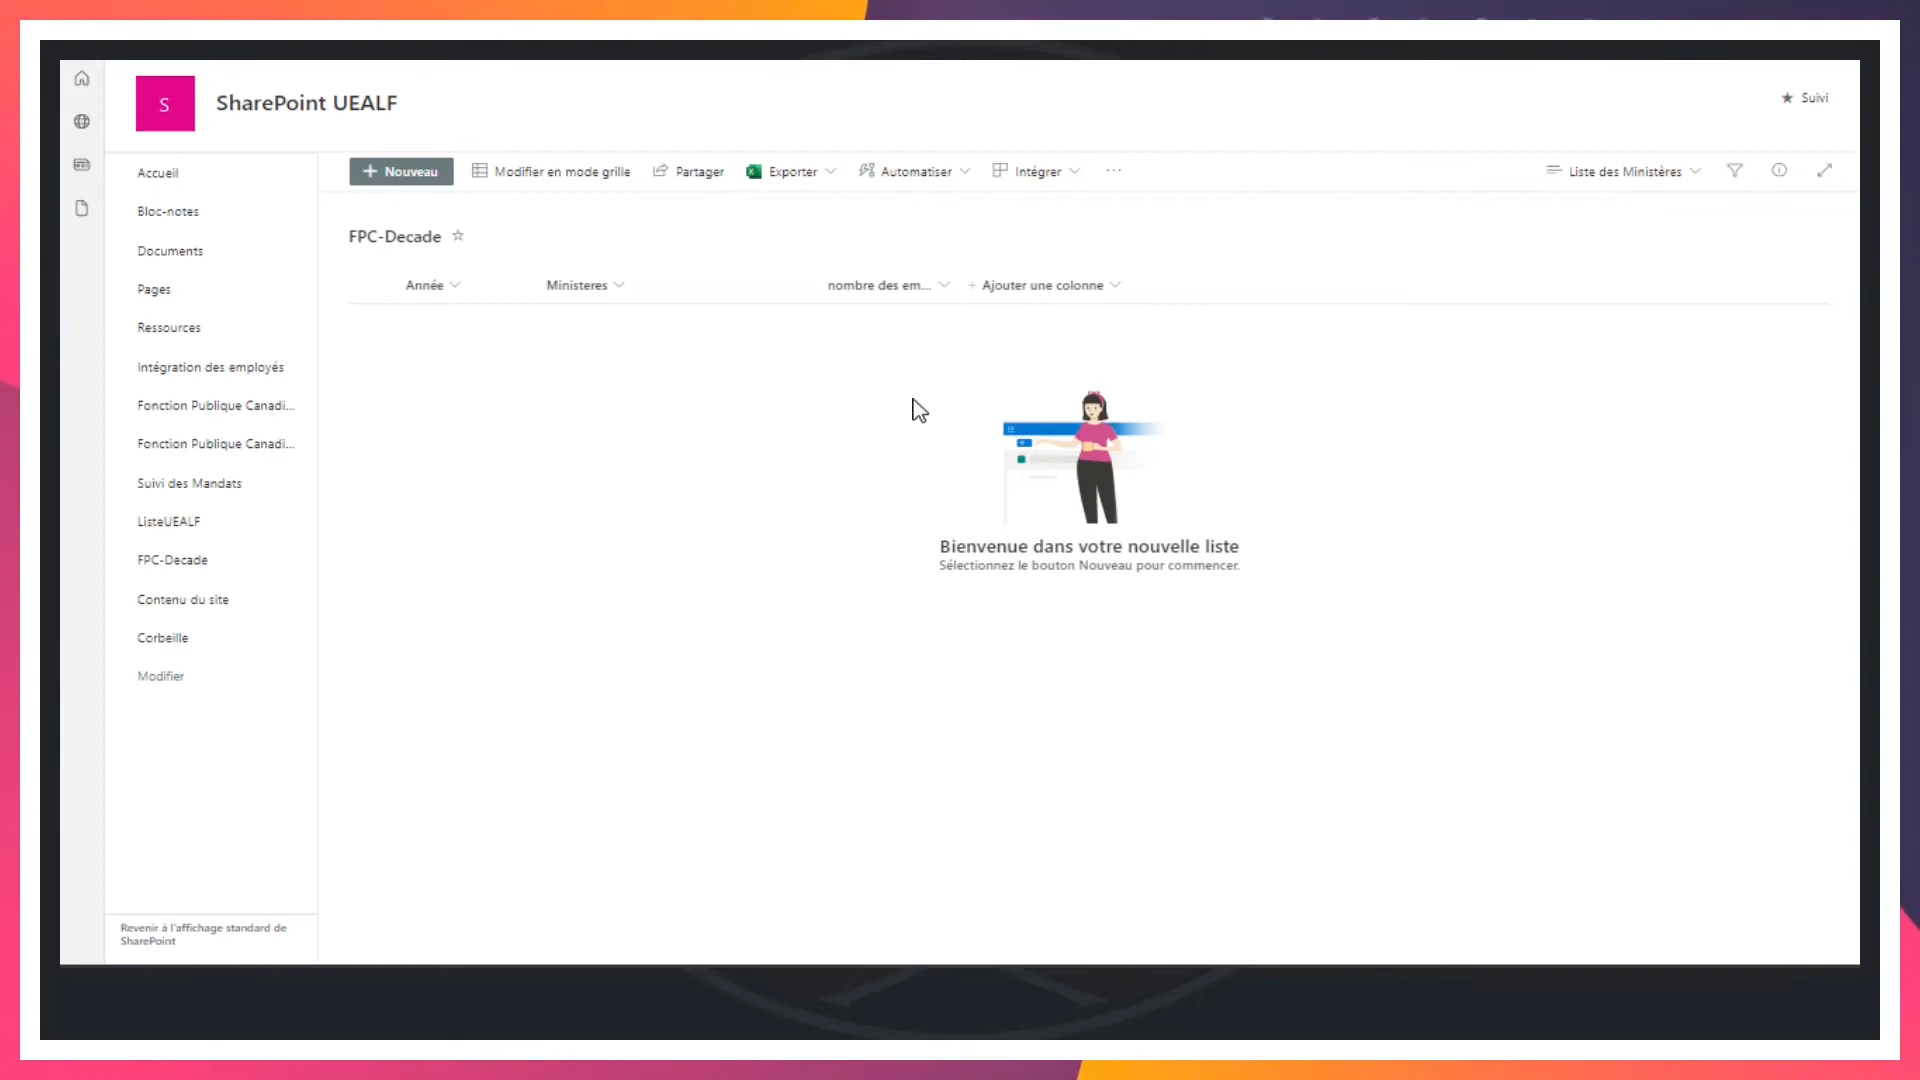 S
SharePoint UEALF
Suivi
Accueil
Bloc-notes
Documents
Pages
Ressources
Intégration des employés
Fonction Publique Canadi...
Fonction Publique Canadi...
Suivi des Mandats
ListeUEALF
FPC-Decade
Contenu du site
Corbeille
Modifier
Revenir à l'affichage standard de
SharePoint
+ Nouveau
Modifier en mode grille
Partager
Exporter
Automatiser
Intégrer
...
Liste des Ministères
FPC-Decade
Année
Ministeres
nombre des em...
+ Ajouter une colonne
Bienvenue dans votre nouvelle liste
Sélectionnez le bouton Nouveau pour commencer.